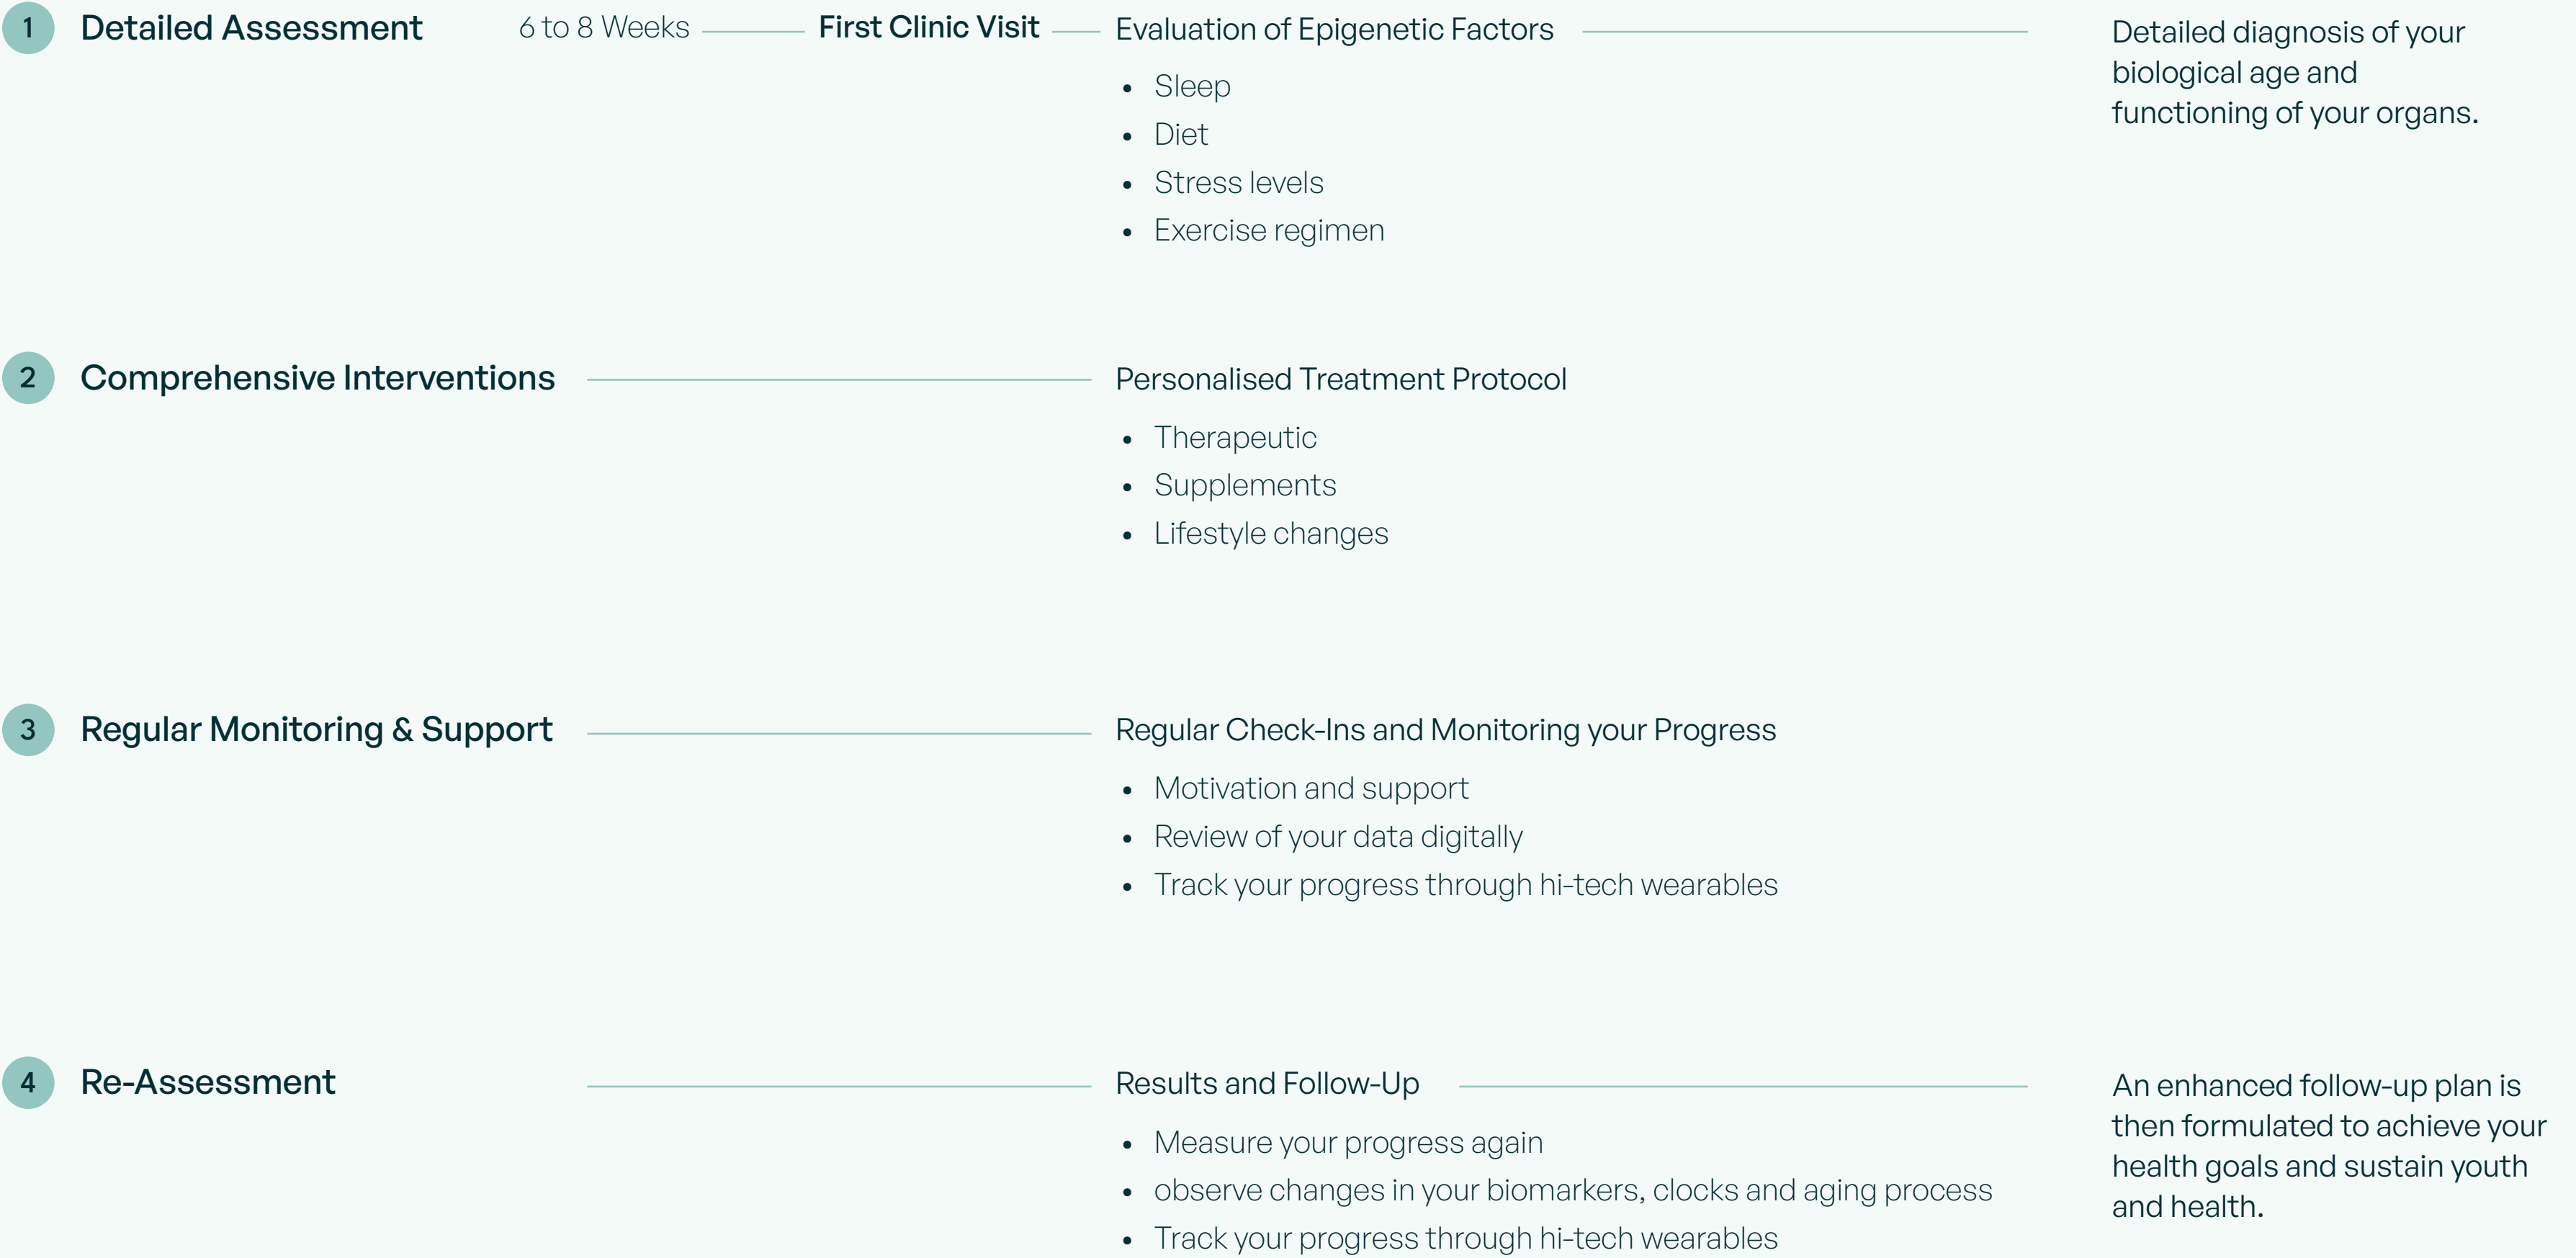 1 Detailed Assessment 6 to 8 Weeks First Clinic Visit Evaluation of Epigenetic Factors
• Sleep
• Diet
• Stress levels
• Exercise regimen
Detailed diagnosis of your
biological age and
functioning of your organs.
2 Comprehensive Interventions Personalised Treatment Protocol
• Therapeutic
• Supplements
• Lifestyle changes
3 Regular Monitoring & Support Regular Check-Ins and Monitoring your Progress
• Motivation and support
• Review of your data digitally
• Track your progress through hi-tech wearables
4 Re-Assessment Results and Follow-Up
• Measure your progress again
• observe changes in your biomarkers, clocks and aging process
• Track your progress through hi-tech wearables
An enhanced follow-up plan is
then formulated to achieve your
health goals and sustain youth
and health.